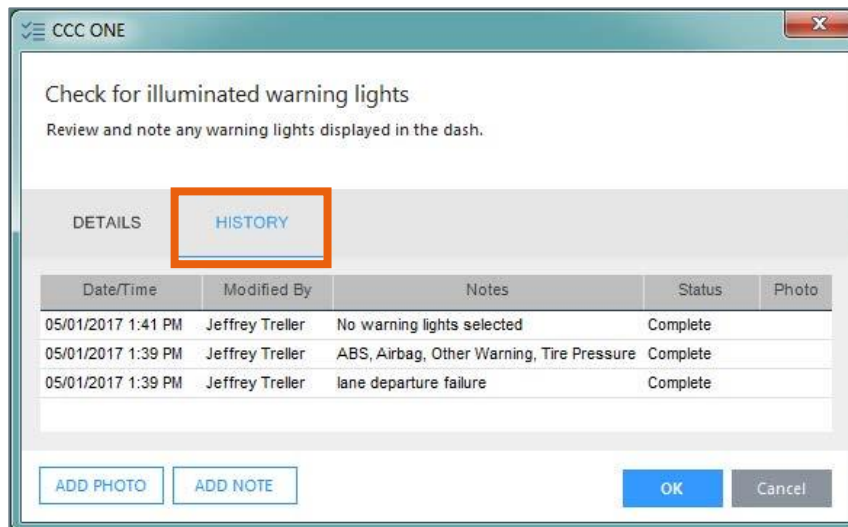 CCC ONE
x
Check for illuminated warning lights
Review and note any warning lights displayed in the dash.
DETAILS HISTORY
Date/Time Modified By Notes Status Photo
05/01/2017 1:41 PM Jeffrey Treller No warning lights selected Complete
05/01/2017 1:39 PM Jeffrey Treller ABS, Airbag, Other Warning, Tire Pressure Complete
05/01/2017 1:39 PM Jeffrey Treller lane departure failure Complete
ADD PHOTO ADD NOTE OK Cancel